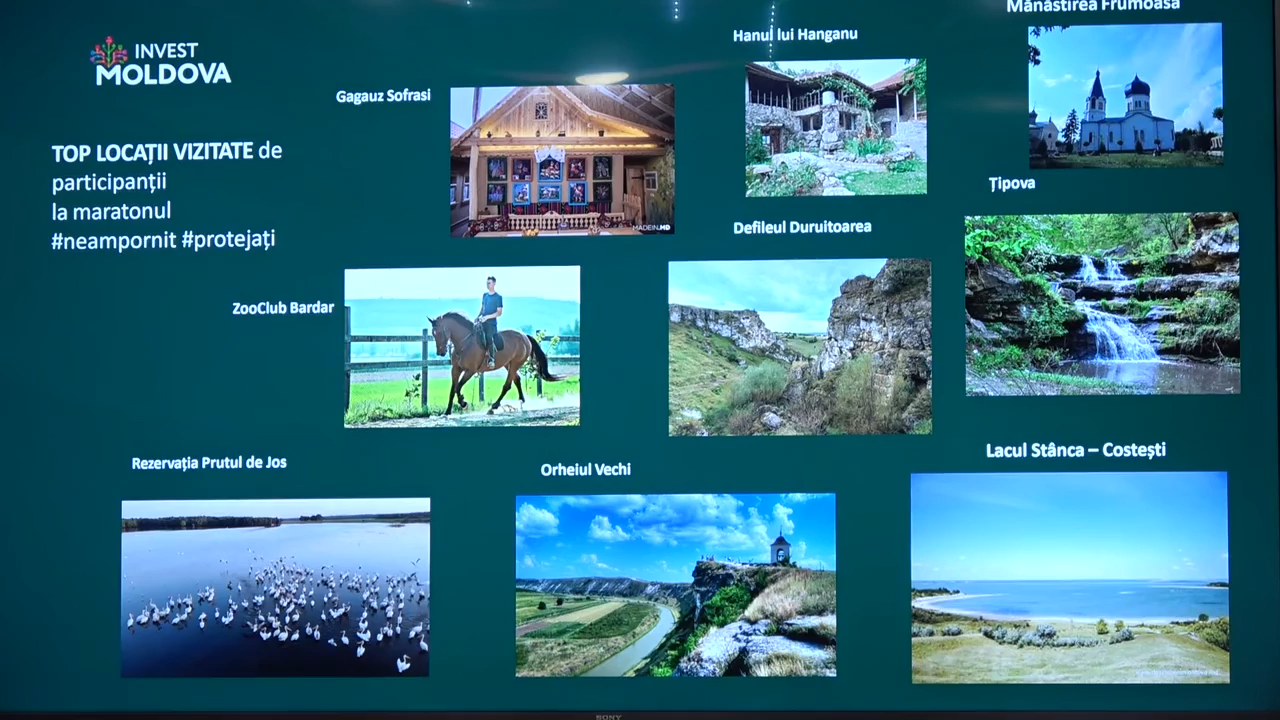 INVEST
MOLDOVA
TOP LOCAȚII VIZITATE de
participanții
la maratonul
#neampornit #protejați
Gagauz Sofrasi
MADEIN.MD
Hanul lui Hanganu
Mănăstirea Frumoasa
Țipova
Defileul Duruitoarea
ZooClub Bardar
Rezervația Prutul de Jos
Orheiul Vechi
Lacul Stânca – Costești
SONY